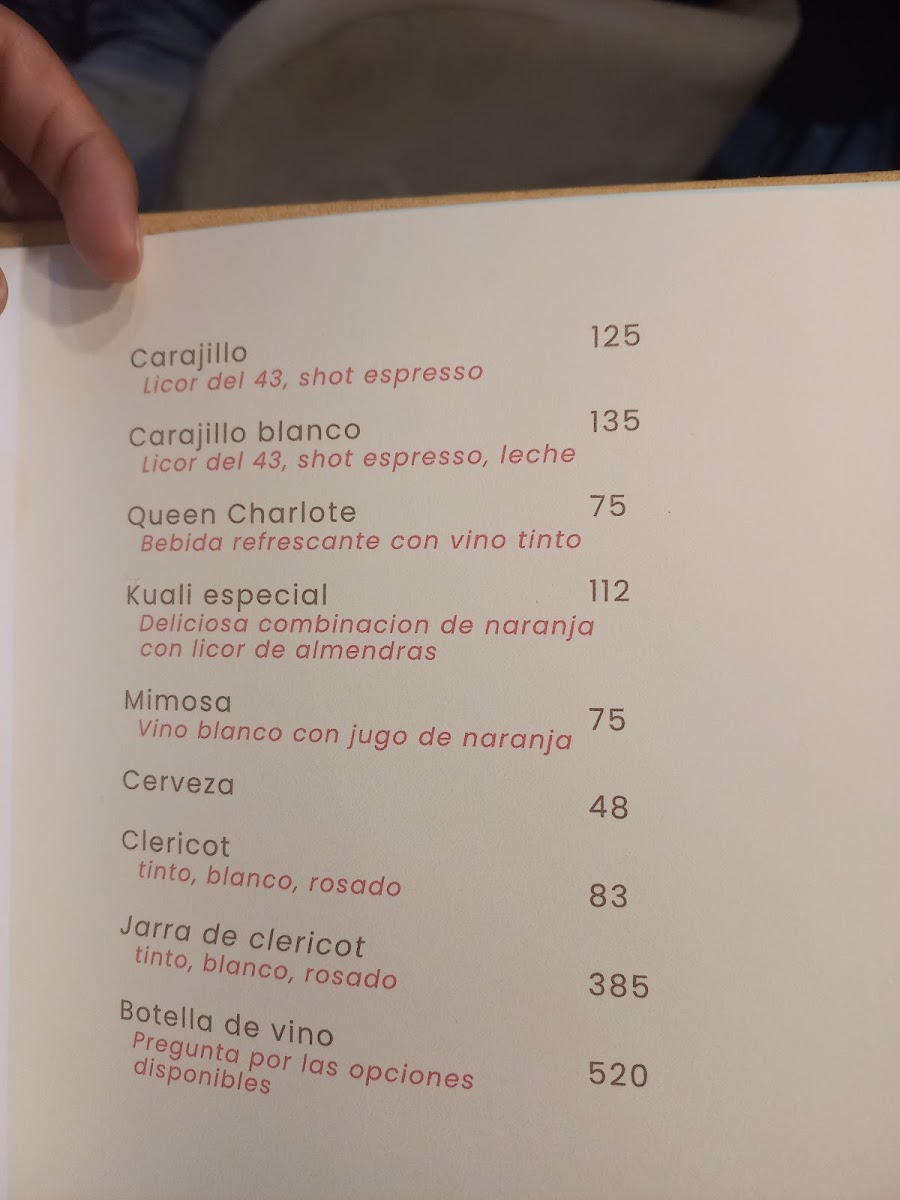 Carajillo 125
Licor del 43, shot espresso
Carajillo blanco 135
Licor del 43, shot espresso, leche
Queen Charlote 75
Bebida refrescante con vino tinto
Kuali especial 112
Deliciosa combinacion de naranja
con licor de almendras
Mimosa 75
Vino blanco con jugo de naranja
Cerveza 48
Clericot 83
tinto, blanco, rosado
Jarra de clericot 385
tinto, blanco, rosado
Botella de vino 520
Pregunta por las opciones
disponibles